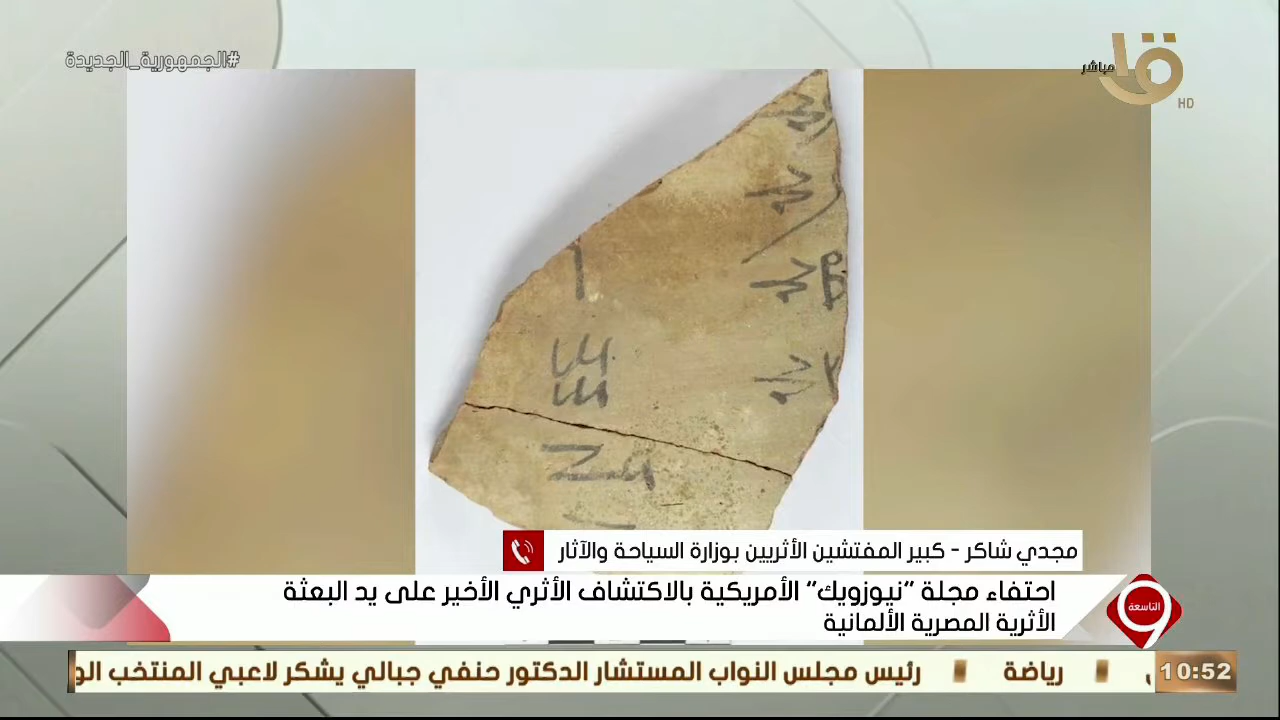 #الجمهورية_الجديدة
مباشر
HD
مجدي شاكر - كبير المفتشين الأثريين بوزارة السياحة والآثار
احتفاء مجلة "نيوزويك" الأمريكية بالاكتشاف الأثري الأخير على يد البعثة
الأثرية المصرية الألمانية
التاسعة
9
رياضة
رئيس مجلس النواب المستشار الدكتور حنفي جبالي يشكر لاعبي المنتخب
10:52